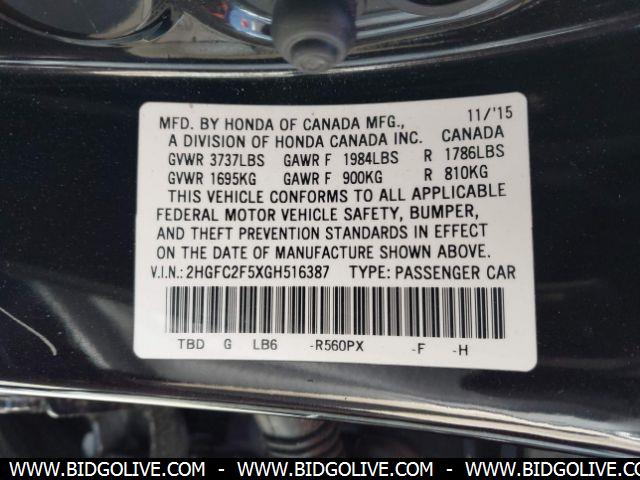 11/'15
MFD. BY HONDA OF CANADA MFG.,
A DIVISION OF HONDA CANADA INC. CANADA
GVWR 3737LBS GAWR F 1984LBS R 1786LBS
GVWR 1695KG GAWR F 900KG R 810KG
THIS VEHICLE CONFORMS TO ALL APPLICABLE
FEDERAL MOTOR VEHICLE SAFETY, BUMPER,
AND THEFT PREVENTION STANDARDS IN EFFECT
ON THE DATE OF MANUFACTURE SHOWN ABOVE.
V.I.N.: 2HGFC2F5XGH516387 TYPE: PASSENGER CAR
TBD G LB6 -R560PX -F -H
WWW.BIDGOLIVE.COM - WWW.BIDGOLIVE.COM - WWW.BIDGOLIVE.COM